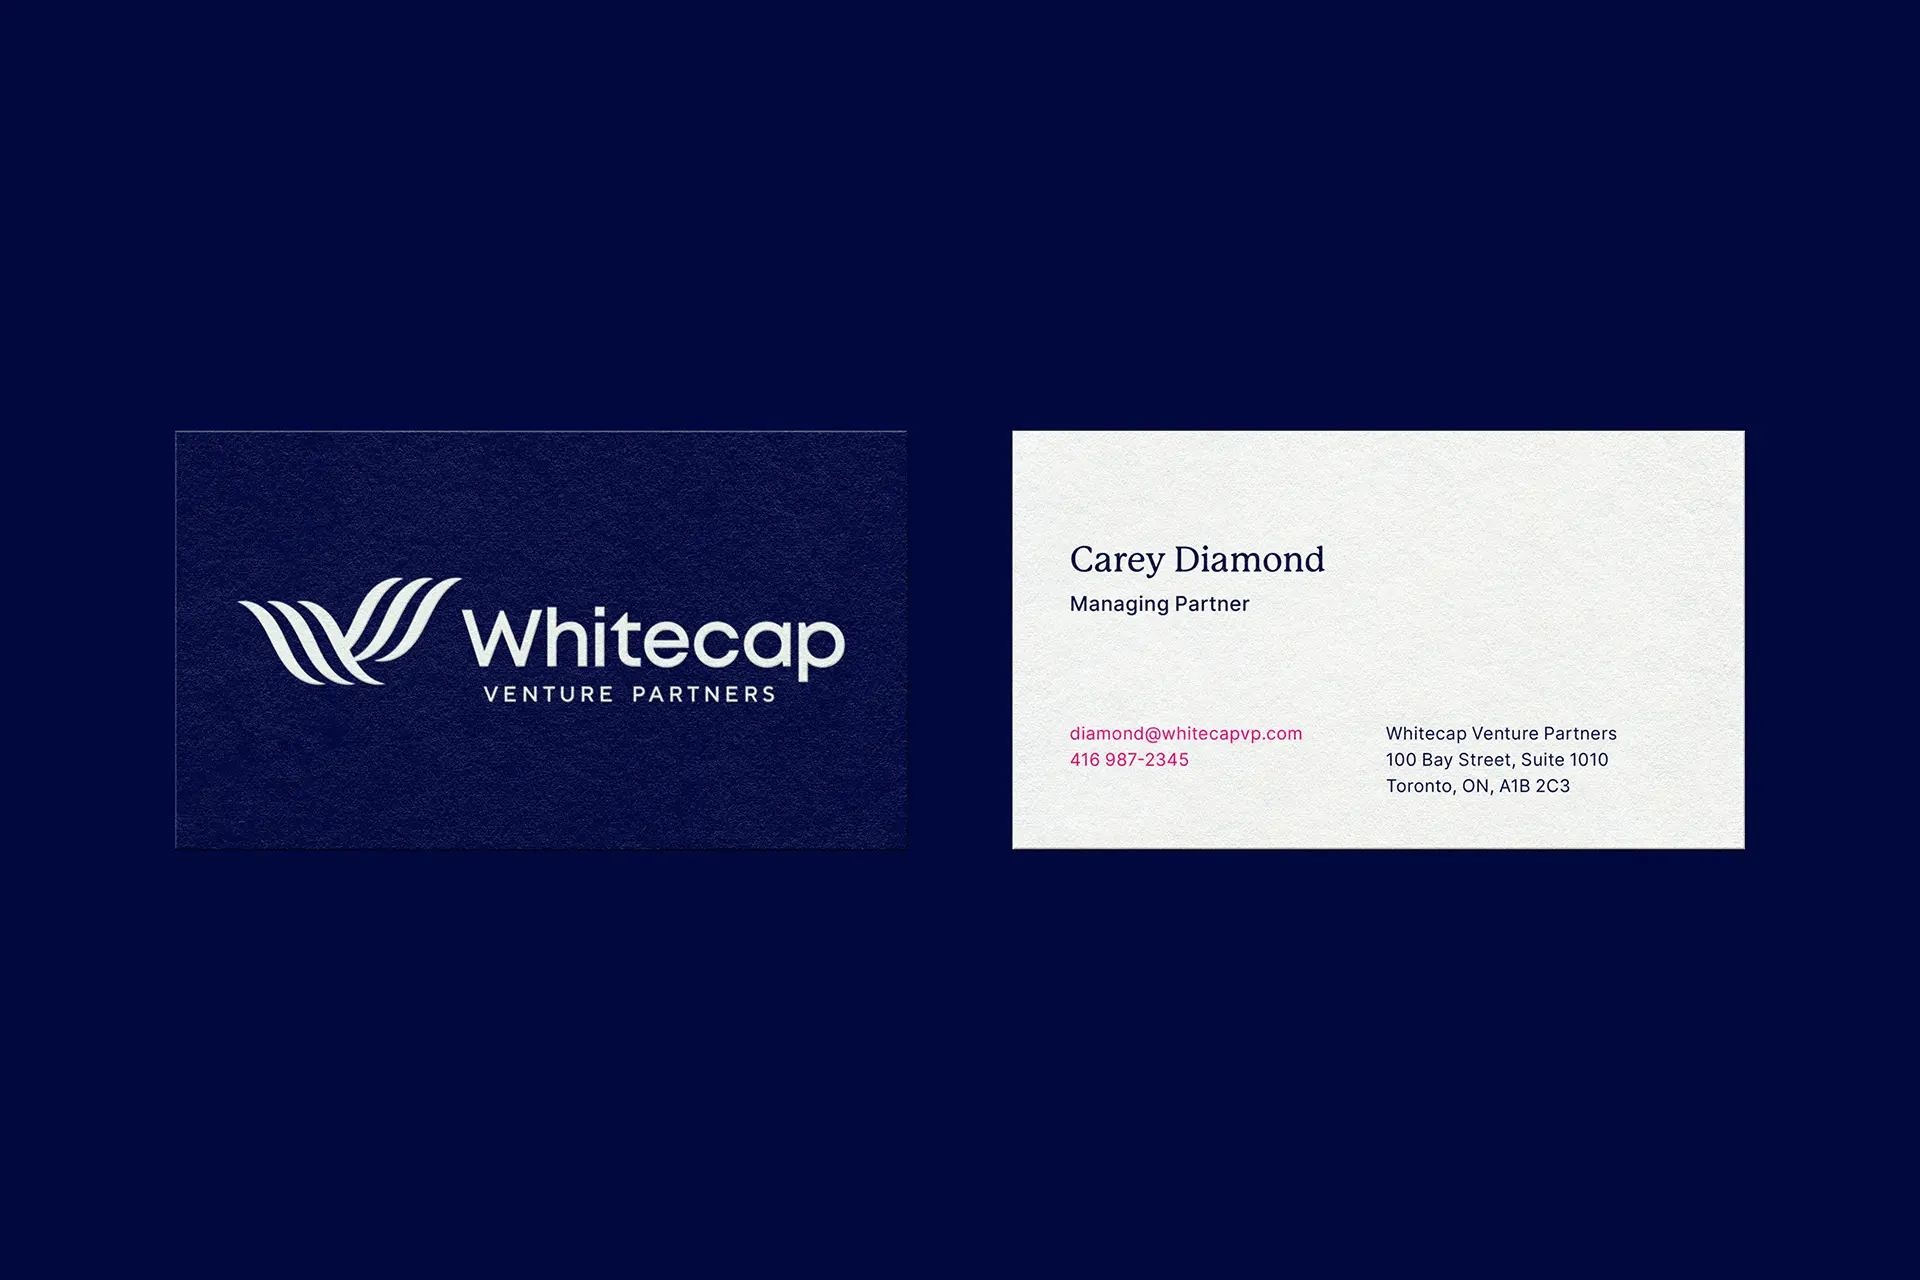 Whitecap
VENTURE PARTNERS
Carey Diamond
Managing Partner
diamond@whitecapvp.com
416 987-2345
Whitecap Venture Partners
100 Bay Street, Suite 1010
Toronto, ON, A1B 2C3